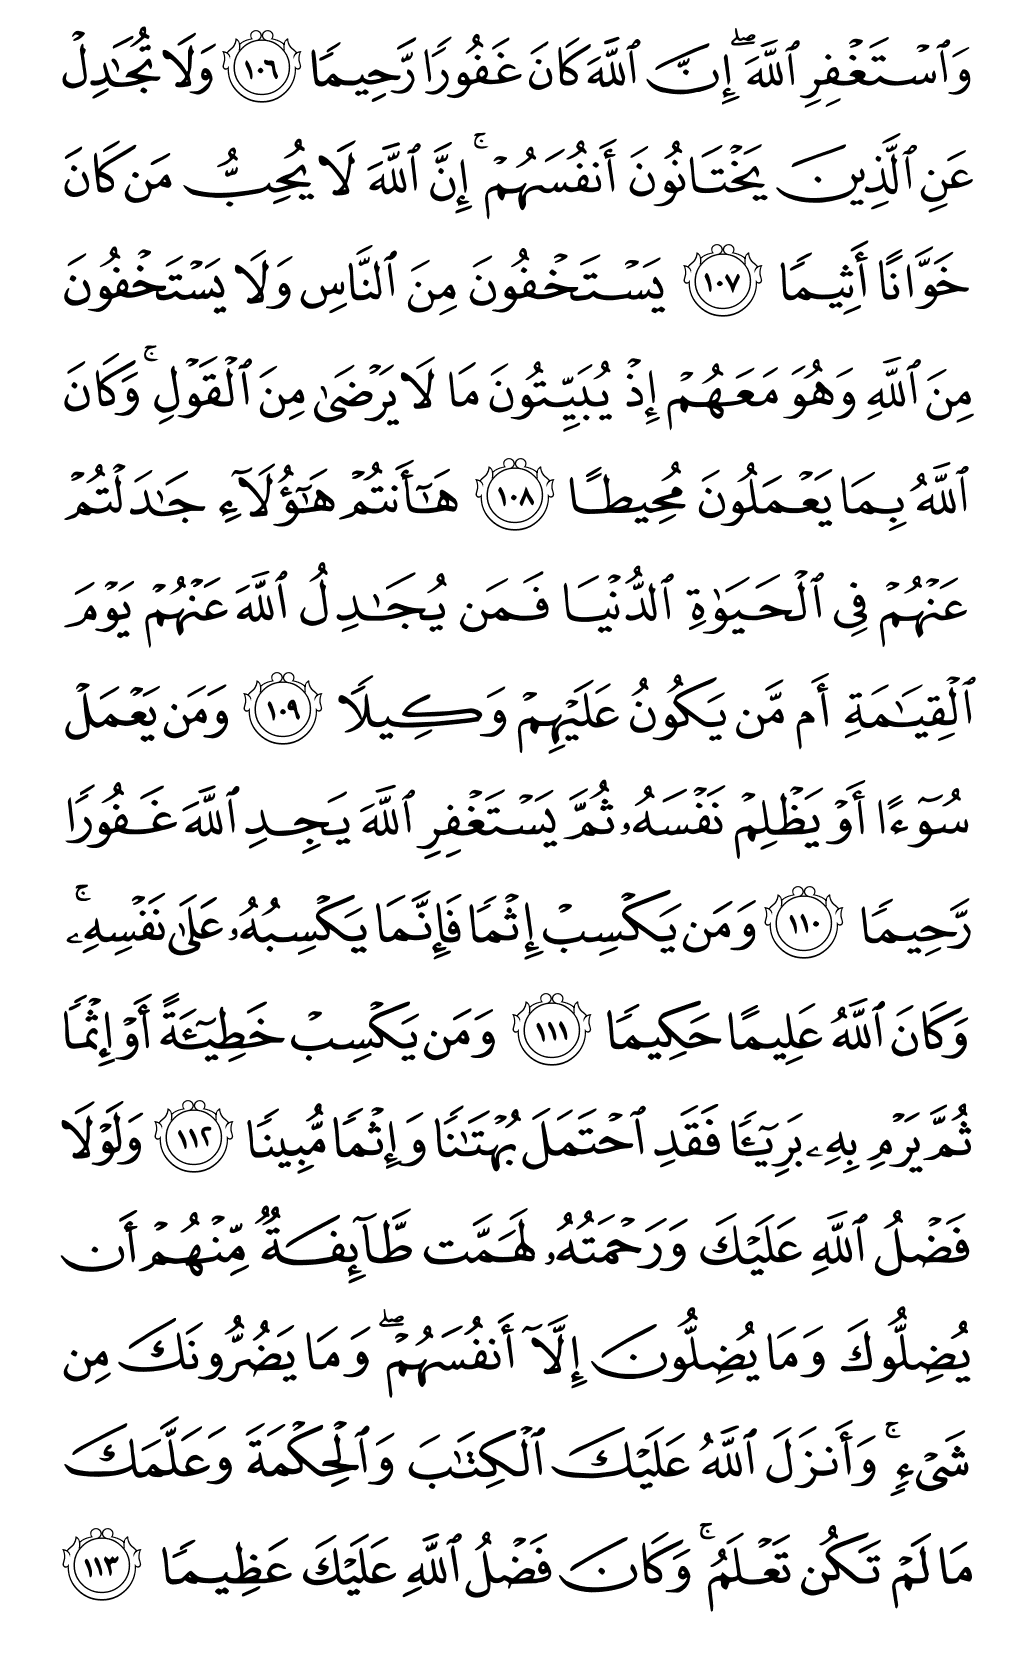 وَٱسۡتَغۡفِرِ ٱللَّهَۖ إِنَّ ٱللَّهَ كَانَ غَفُورٗا رَّحِيمٗا ١٠٦ وَلَا تُجَٰدِلۡ
عَنِ ٱلَّذِينَ يَخۡتَانُونَ أَنفُسَهُمۡۚ إِنَّ ٱللَّهَ لَا يُحِبُّ مَن كَانَ
خَوَّانًا أَثِيمٗا ١٠٧ يَسۡتَخۡفُونَ مِنَ ٱلنَّاسِ وَلَا يَسۡتَخۡفُونَ
مِنَ ٱللَّهِ وَهُوَ مَعَهُمۡ إِذۡ يُبَيِّتُونَ مَا لَا يَرۡضَىٰ مِنَ ٱلۡقَوۡلِۚ وَكَانَ
ٱللَّهُ بِمَا يَعۡمَلُونَ مُحِيطًا ١٠٨ هَٰٓأَنتُمۡ هَٰٓؤُلَآءِ جَٰدَلۡتُمۡ
عَنۡهُمۡ فِي ٱلۡحَيَوٰةِ ٱلدُّنۡيَا فَمَن يُجَٰدِلُ ٱللَّهَ عَنۡهُمۡ يَوۡمَ
ٱلۡقِيَٰمَةِ أَم مَّن يَكُونُ عَلَيۡهِمۡ وَكِيلٗا ١٠٩ وَمَن يَعۡمَلۡ
سُوٓءًا أَوۡ يَظۡلِمۡ نَفۡسَهُۥ ثُمَّ يَسۡتَغۡفِرِ ٱللَّهَ يَجِدِ ٱللَّهَ غَفُورٗا
رَّحِيمٗا ١١٠ وَمَن يَكۡسِبۡ إِثۡمٗا فَإِنَّمَا يَكۡسِبُهُۥ عَلَىٰ نَفۡسِهِۦۚ
وَكَانَ ٱللَّهُ عَلِيمًا حَكِيمٗا ١١١ وَمَن يَكۡسِبۡ خَطِيٓـَٔةً أَوۡ إِثۡمٗا
ثُمَّ يَرۡمِ بِهِۦ بَرِيٓـٔٗا فَقَدِ ٱحۡتَمَلَ بُهۡتَٰنٗا وَإِثۡمٗا مُّبِينٗا ١١٢ وَلَوۡلَا
فَضۡلُ ٱللَّهِ عَلَيۡكَ وَرَحۡمَتُهُۥ لَهَمَّت طَّآئِفَةٞ مِّنۡهُمۡ أَن
يُضِلُّوكَ وَمَا يُضِلُّونَ إِلَّآ أَنفُسَهُمۡۖ وَمَا يَضُرُّونَكَ مِن
شَيۡءٖۚ وَأَنزَلَ ٱللَّهُ عَلَيۡكَ ٱلۡكِتَٰبَ وَٱلۡحِكۡمَةَ وَعَلَّمَكَ
مَا لَمۡ تَكُن تَعۡلَمُۚ وَكَانَ فَضۡلُ ٱللَّهِ عَلَيۡكَ عَظِيمٗا ١١٣